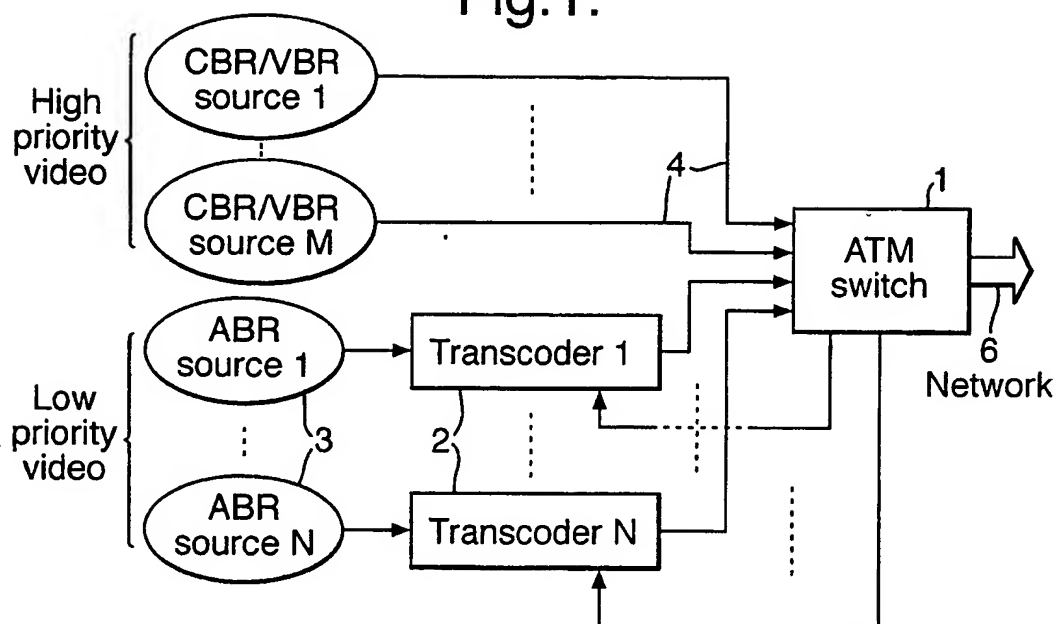 Fig.1.
CBR/VBR
source 1
High
priority
video
CBR/VBR
source M
4
1
ATM
switch
6
Network
ABR
source 1
Transcoder 1
Low
priority
video
3
2
ABR
source N
Transcoder N